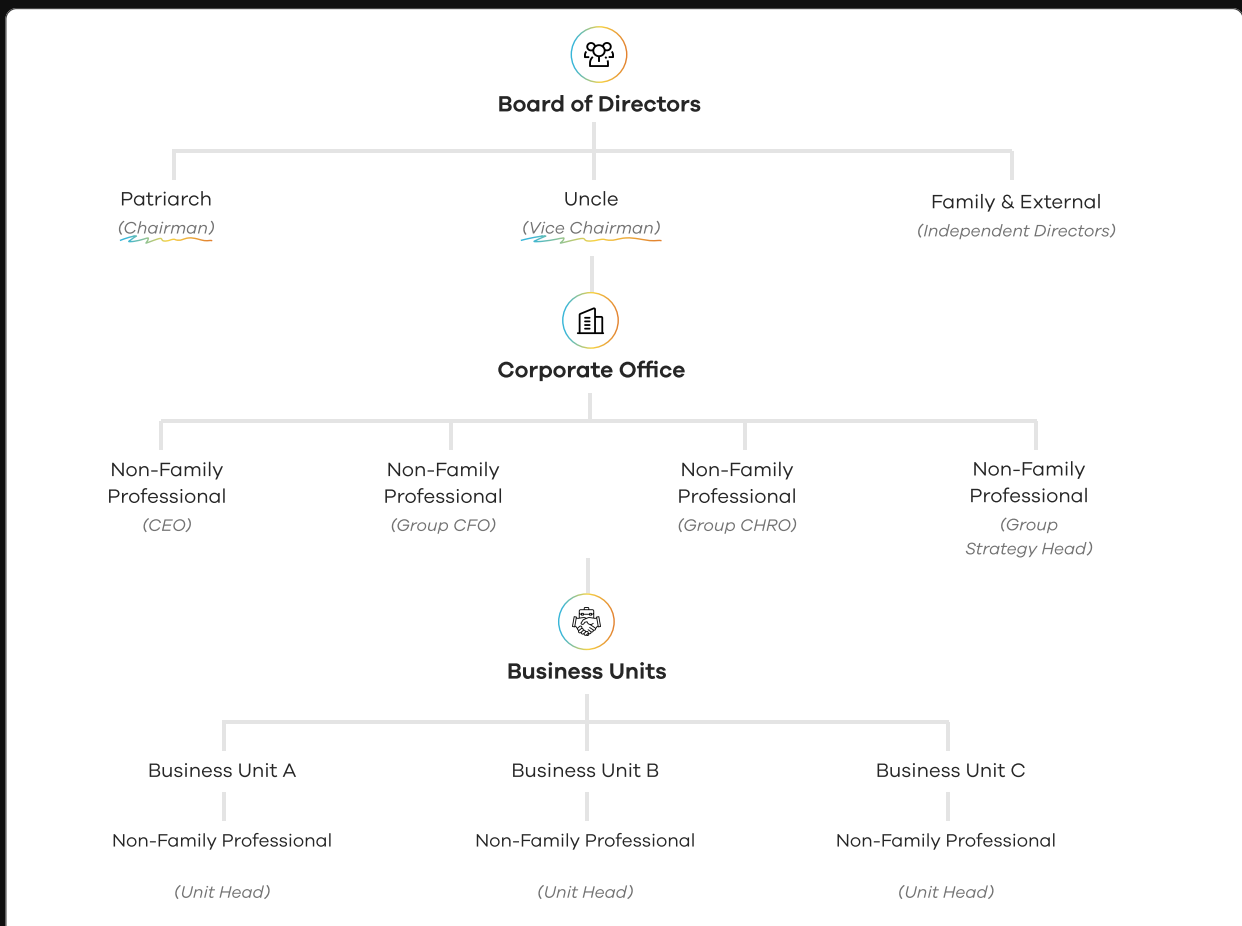 Board of Directors
Patriarch
(Chairman)
Uncle
(Vice Chairman)
Family & External
(Independent Directors)
Corporate Office
Non-Family
Professional
(CEO)
Non-Family
Professional
(Group CFO)
Non-Family
Professional
(Group CHRO)
Non-Family
Professional
(Group
Strategy Head)
Business Units
Business Unit A
Non-Family Professional
(Unit Head)
Business Unit B
Non-Family Professional
(Unit Head)
Business Unit C
Non-Family Professional
(Unit Head)